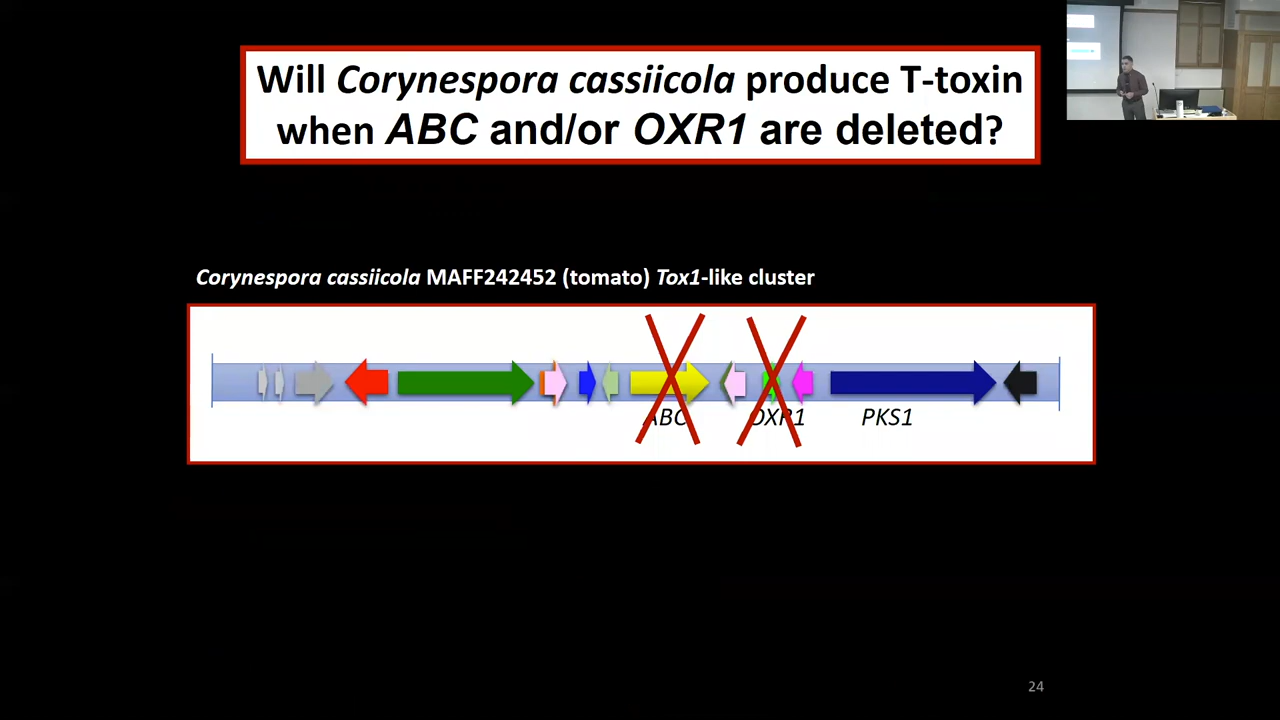 Will Corynespora cassiicola produce T-toxin
when ABC and/or OXR1 are deleted?
Corynespora cassiicola MAFF242452 (tomato) Tox1-like cluster
ABC
OXR1
PKS1
24